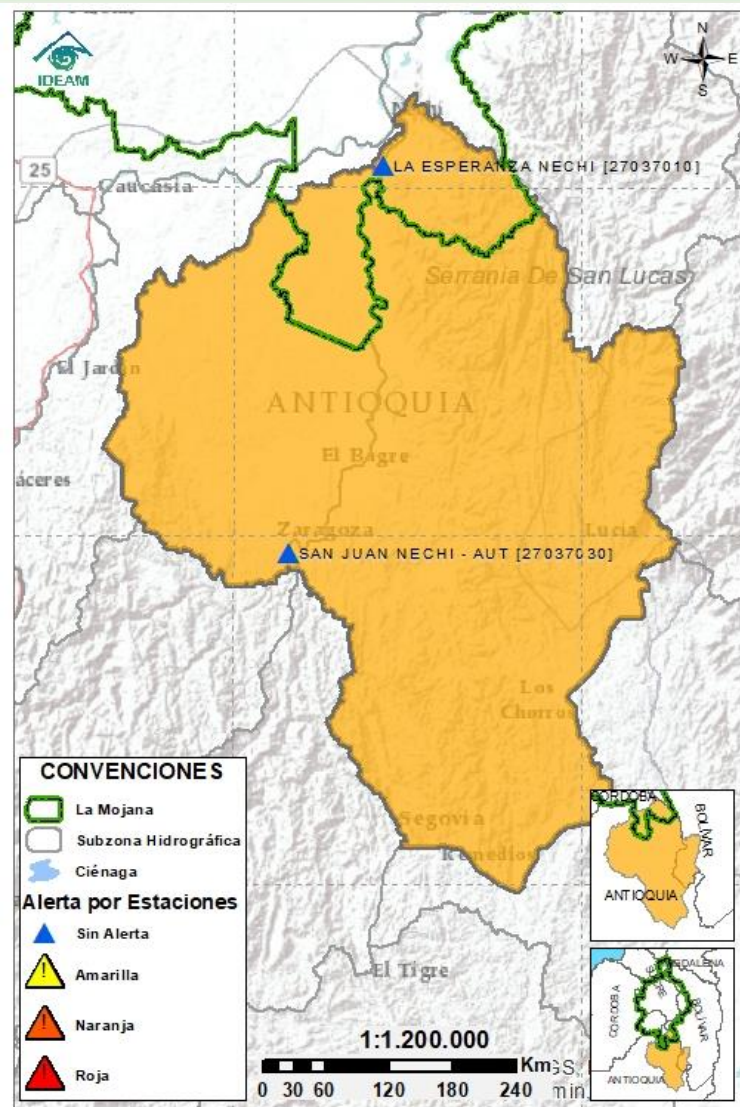 IDEAM
N
W E
S
25
Caucasia
LA ESPERANZA NECHI [27037010]
Serrania De San Lucas
El Jardin
ANTIOQUIA
El Bagre
áceres
Zaragoza
Lucia
SAN JUAN NECHI - AUT [27037030]
Los
Chorros
Segovia
Remedios
El Tigre
CONVENCIONES
La Mojana
Subzona Hidrográfica
Ciénaga
Alerta por Estaciones
Sin Alerta
Amarilla
Naranja
Roja
1:1.200.000
Km
0 30 60 120 180 240
CORDOBA
BOLÍVAR
ANTIOQUIA
CORDOBA
BOLIVAR
ANTIOQUIA